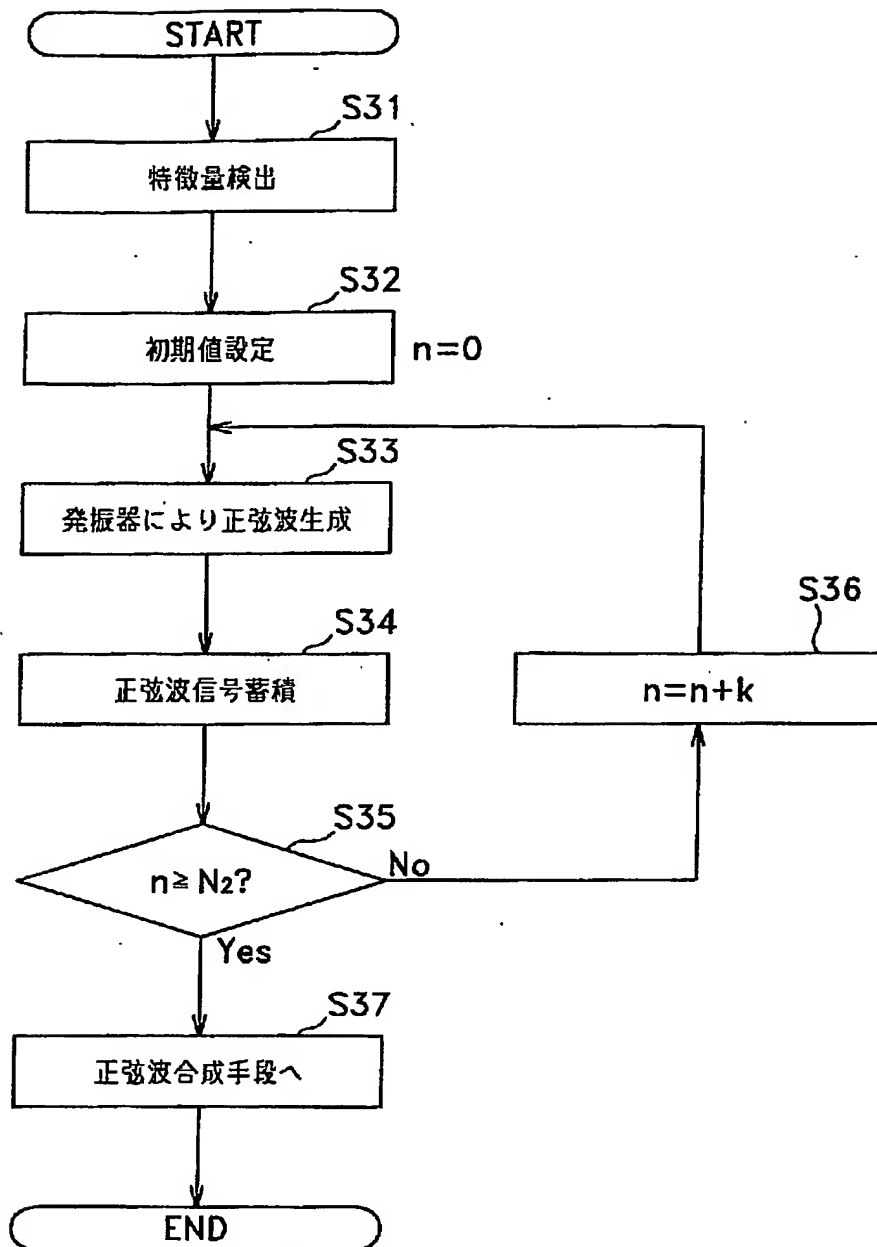 START
S31
特徴量検出
S32
初期値設定
n=0
S33
発振器により正弦波生成
S34
正弦波信号蓄積
S36
n=n+k
S35
n≧N₂?
No
Yes
S37
正弦波合成手段へ
END